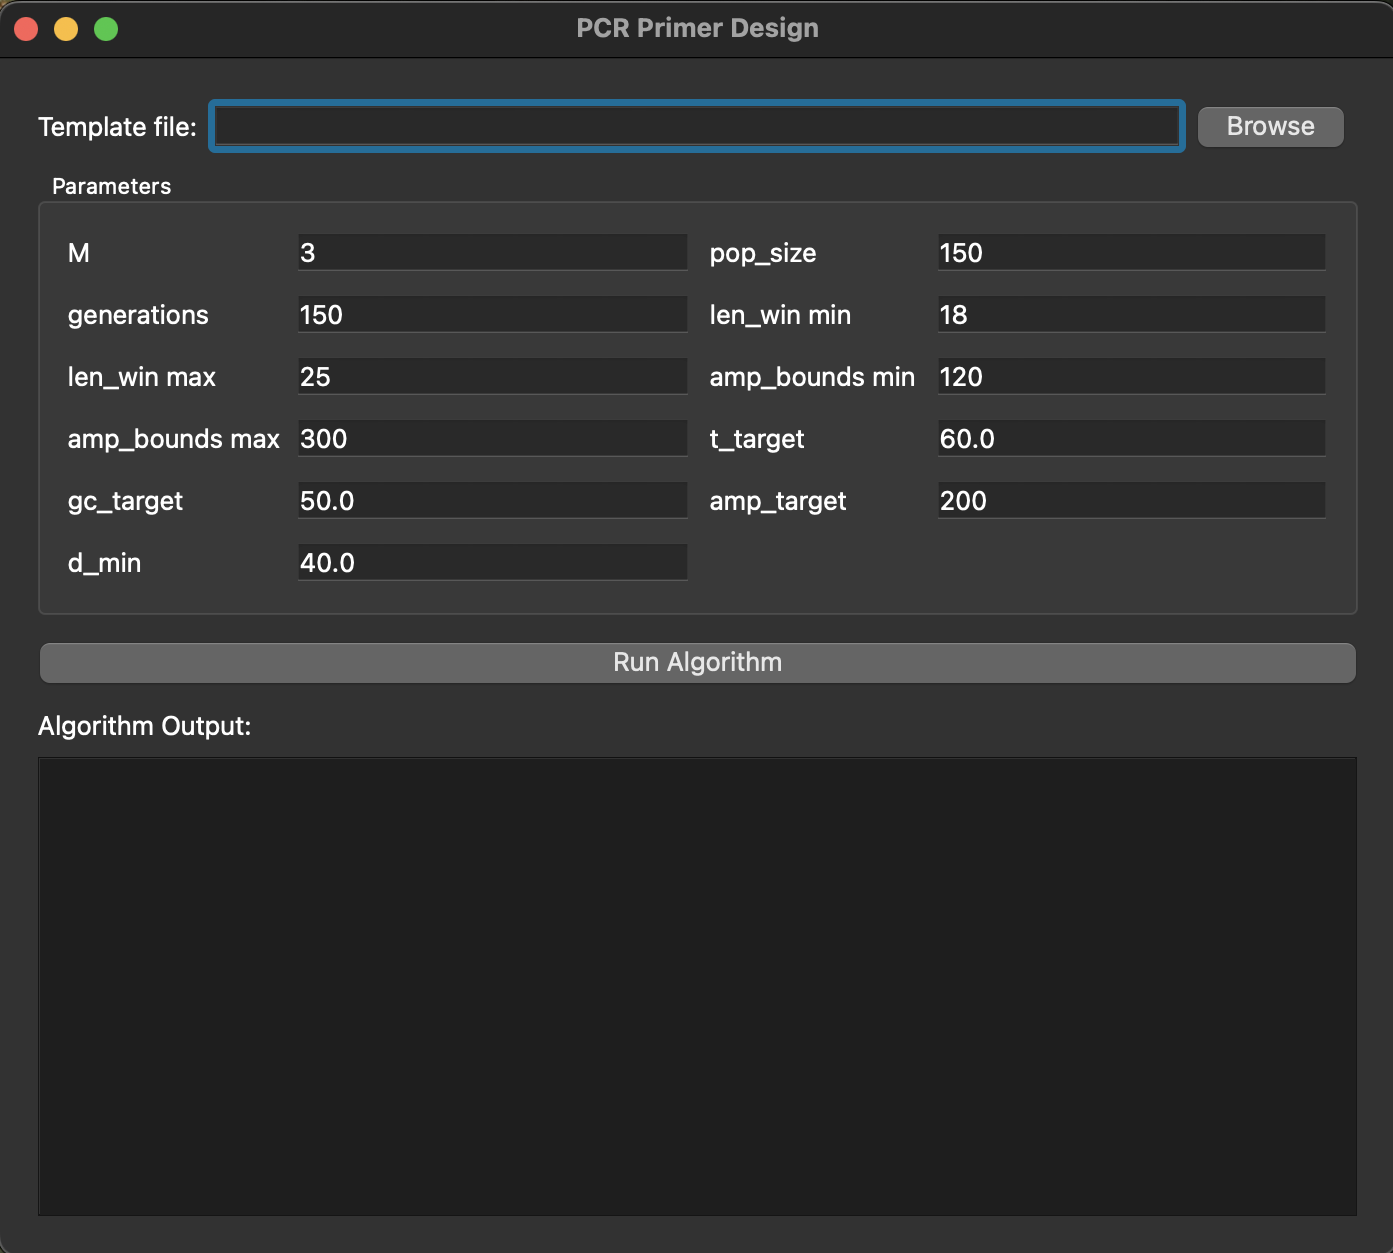 PCR Primer Design
Template file: Browse
Parameters
M 3 pop_size 150
generations 150 len_win min 18
len_win max 25 amp_bounds min 120
amp_bounds max 300 t_target 60.0
gc_target 50.0 amp_target 200
d_min 40.0
Run Algorithm
Algorithm Output: